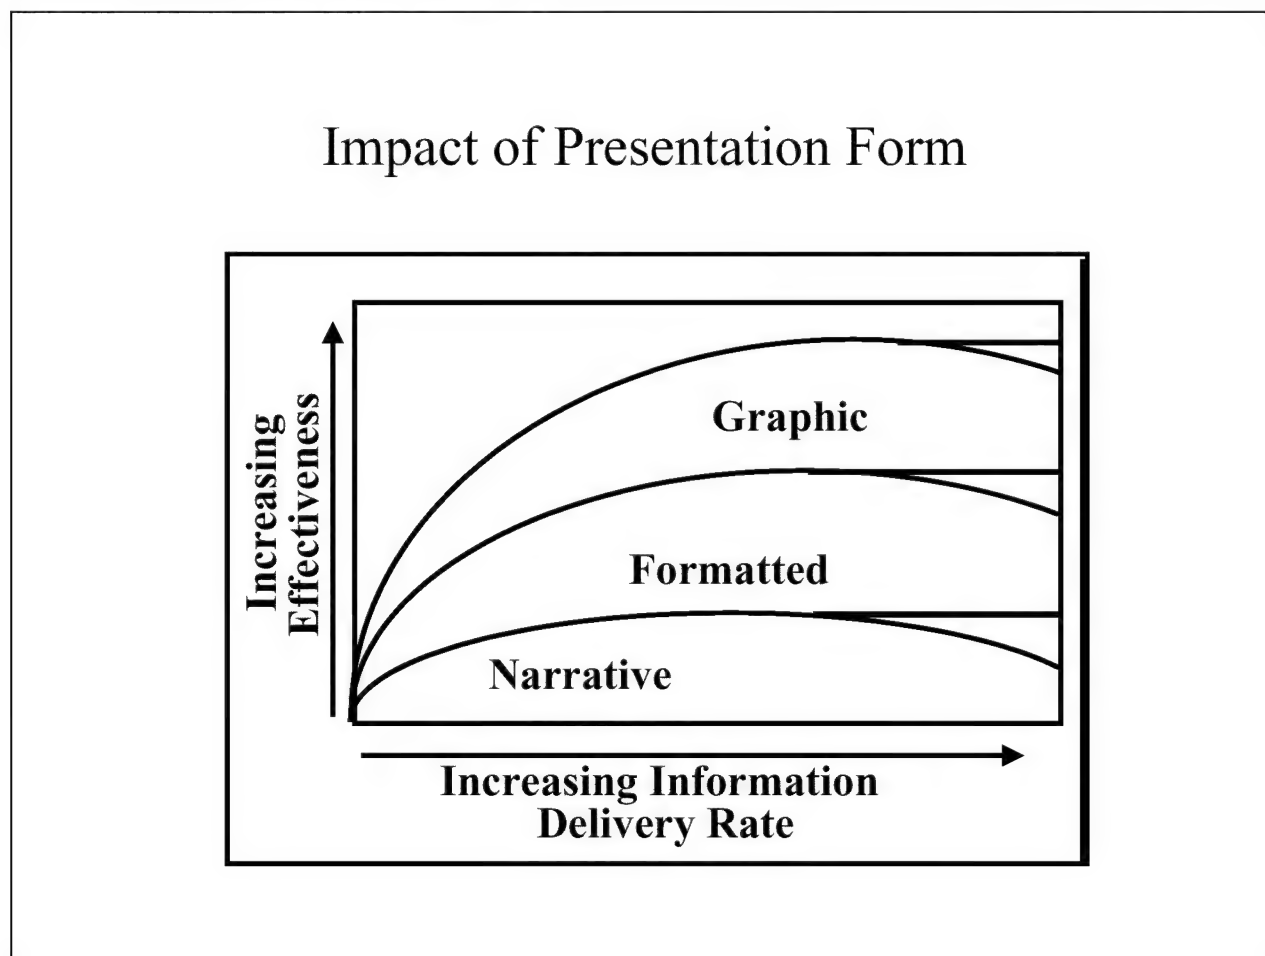 Impact of Presentation Form
Increasing
Effectiveness
Graphic
Formatted
Narrative
Increasing Information
Delivery Rate